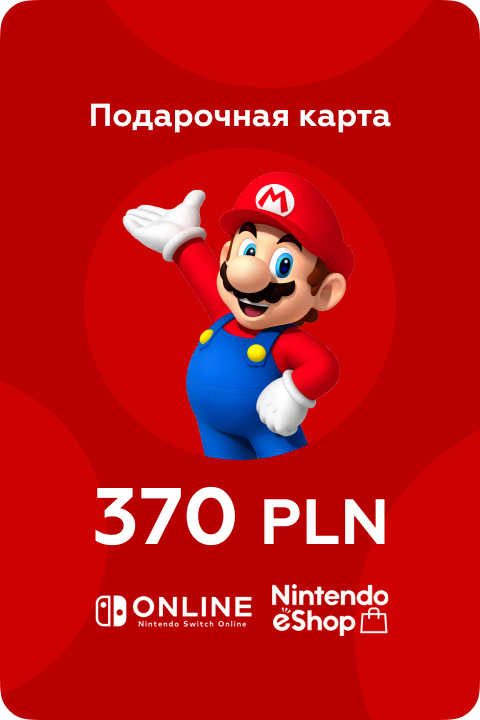 Подарочная карта
M
370 PLN
ONLINE
Nintendo Switch Online
Nintendo
eShop